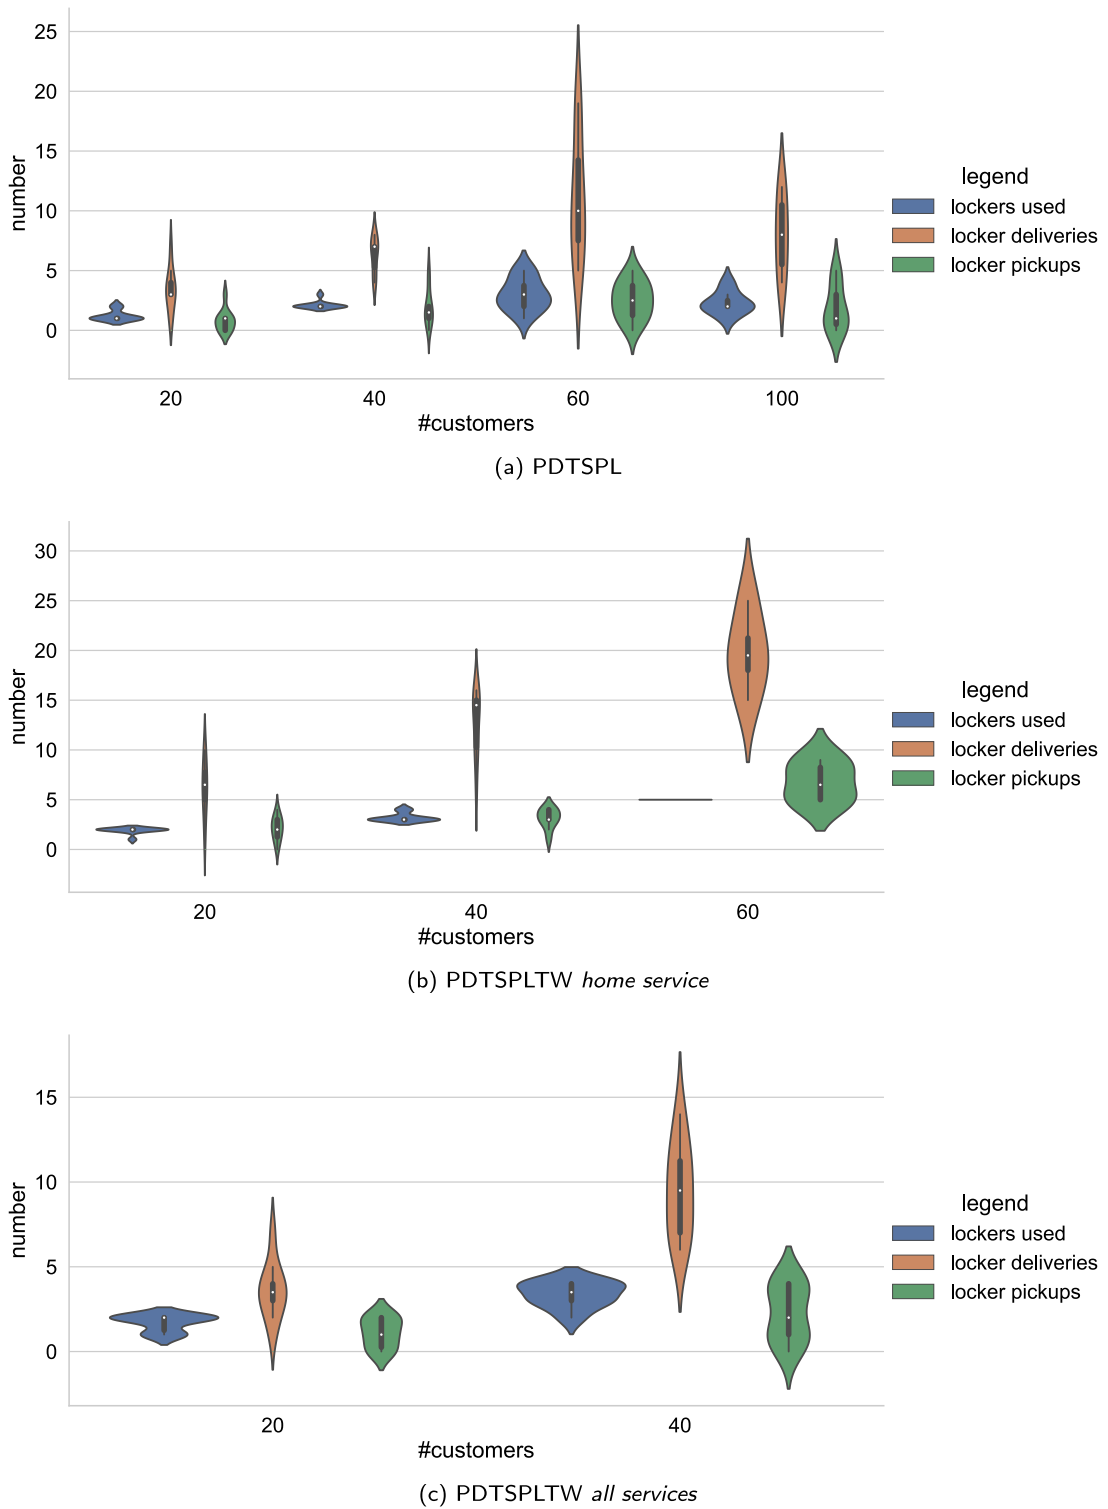 25
20
15
10
5
0
number
20 40 60 100
#customers
legend
lockers used
locker deliveries
locker pickups
(a) PDTSPL
30
25
20
15
10
5
0
number
20 40 60
#customers
legend
lockers used
locker deliveries
locker pickups
(b) PDTSPLTW home service
15
10
5
0
number
20 40
#customers
legend
lockers used
locker deliveries
locker pickups
(c) PDTSPLTW all services